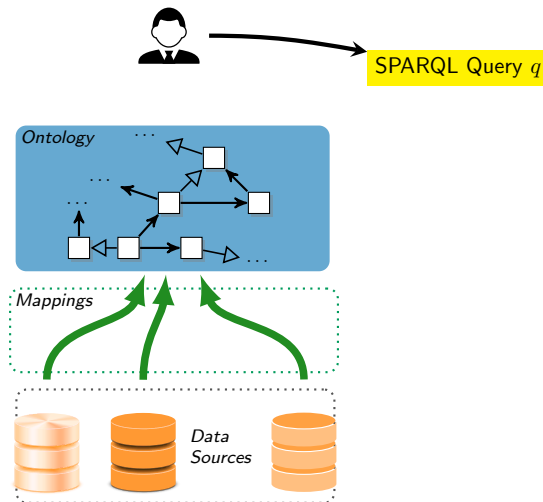 SPARQL Query q
Ontology
...
...
...
...
Mappings
Data
Sources